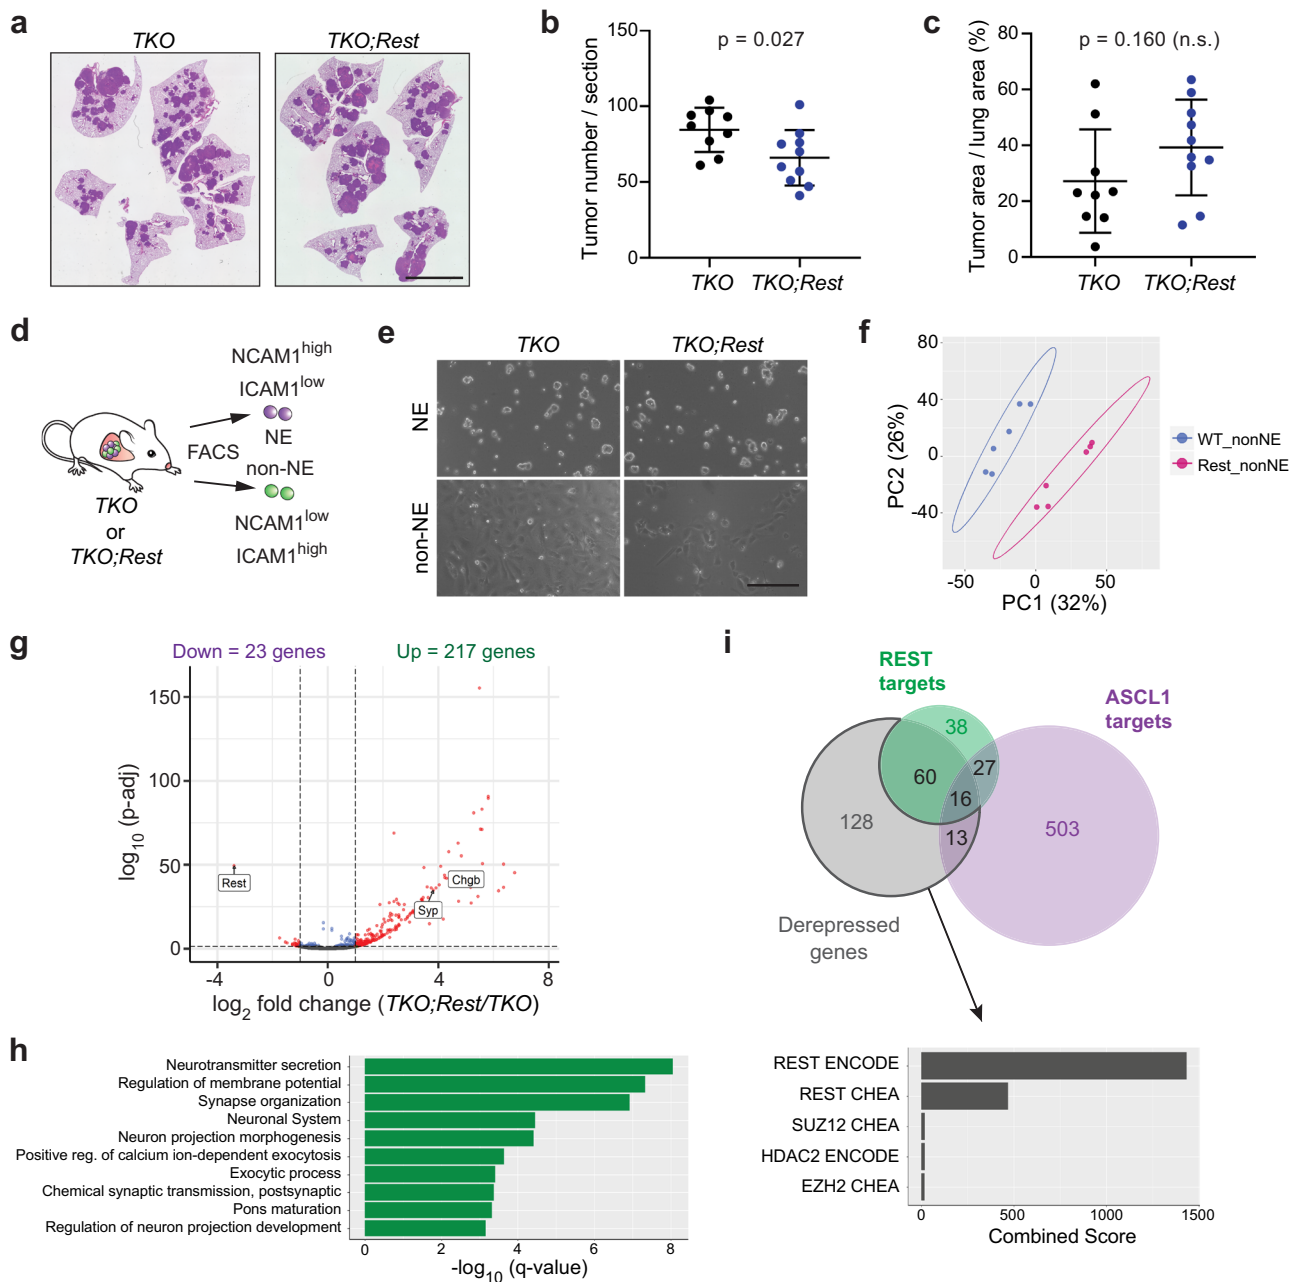 a
TKO
TKO;Rest
b
Tumor number / section
150
100
50
0
p = 0.027
TKO
TKO;Rest
c
Tumor area / lung area (%)
80
60
40
20
0
p = 0.160 (n.s.)
TKO
TKO;Rest
d
NCAM1high
ICAM1low
NE
FACS
non-NE
NCAM1low
ICAM1high
TKO
or
TKO;Rest
e
TKO
TKO;Rest
NE
non-NE
f
PC2 (26%)
80
40
0
-40
-50
0
50
PC1 (32%)
WT_nonNE
Rest_nonNE
g
Down = 23 genes
Up = 217 genes
log10 (p-adj)
150
100
50
0
Rest
Chgb
Syp
-4
0
4
8
log2 fold change (TKO;Rest/TKO)
i
REST
targets
ASCL1
targets
38
27
60
16
128
13
503
Derepressed
genes
h
Neurotransmitter secretion
Regulation of membrane potential
Synapse organization
Neuronal System
Neuron projection morphogenesis
Positive reg. of calcium ion-dependent exocytosis
Exocytic process
Chemical synaptic transmission, postsynaptic
Pons maturation
Regulation of neuron projection development
0
2
4
6
8
-log10 (q-value)
REST ENCODE
REST CHEA
SUZ12 CHEA
HDAC2 ENCODE
EZH2 CHEA
0
500
1000
1500
Combined Score